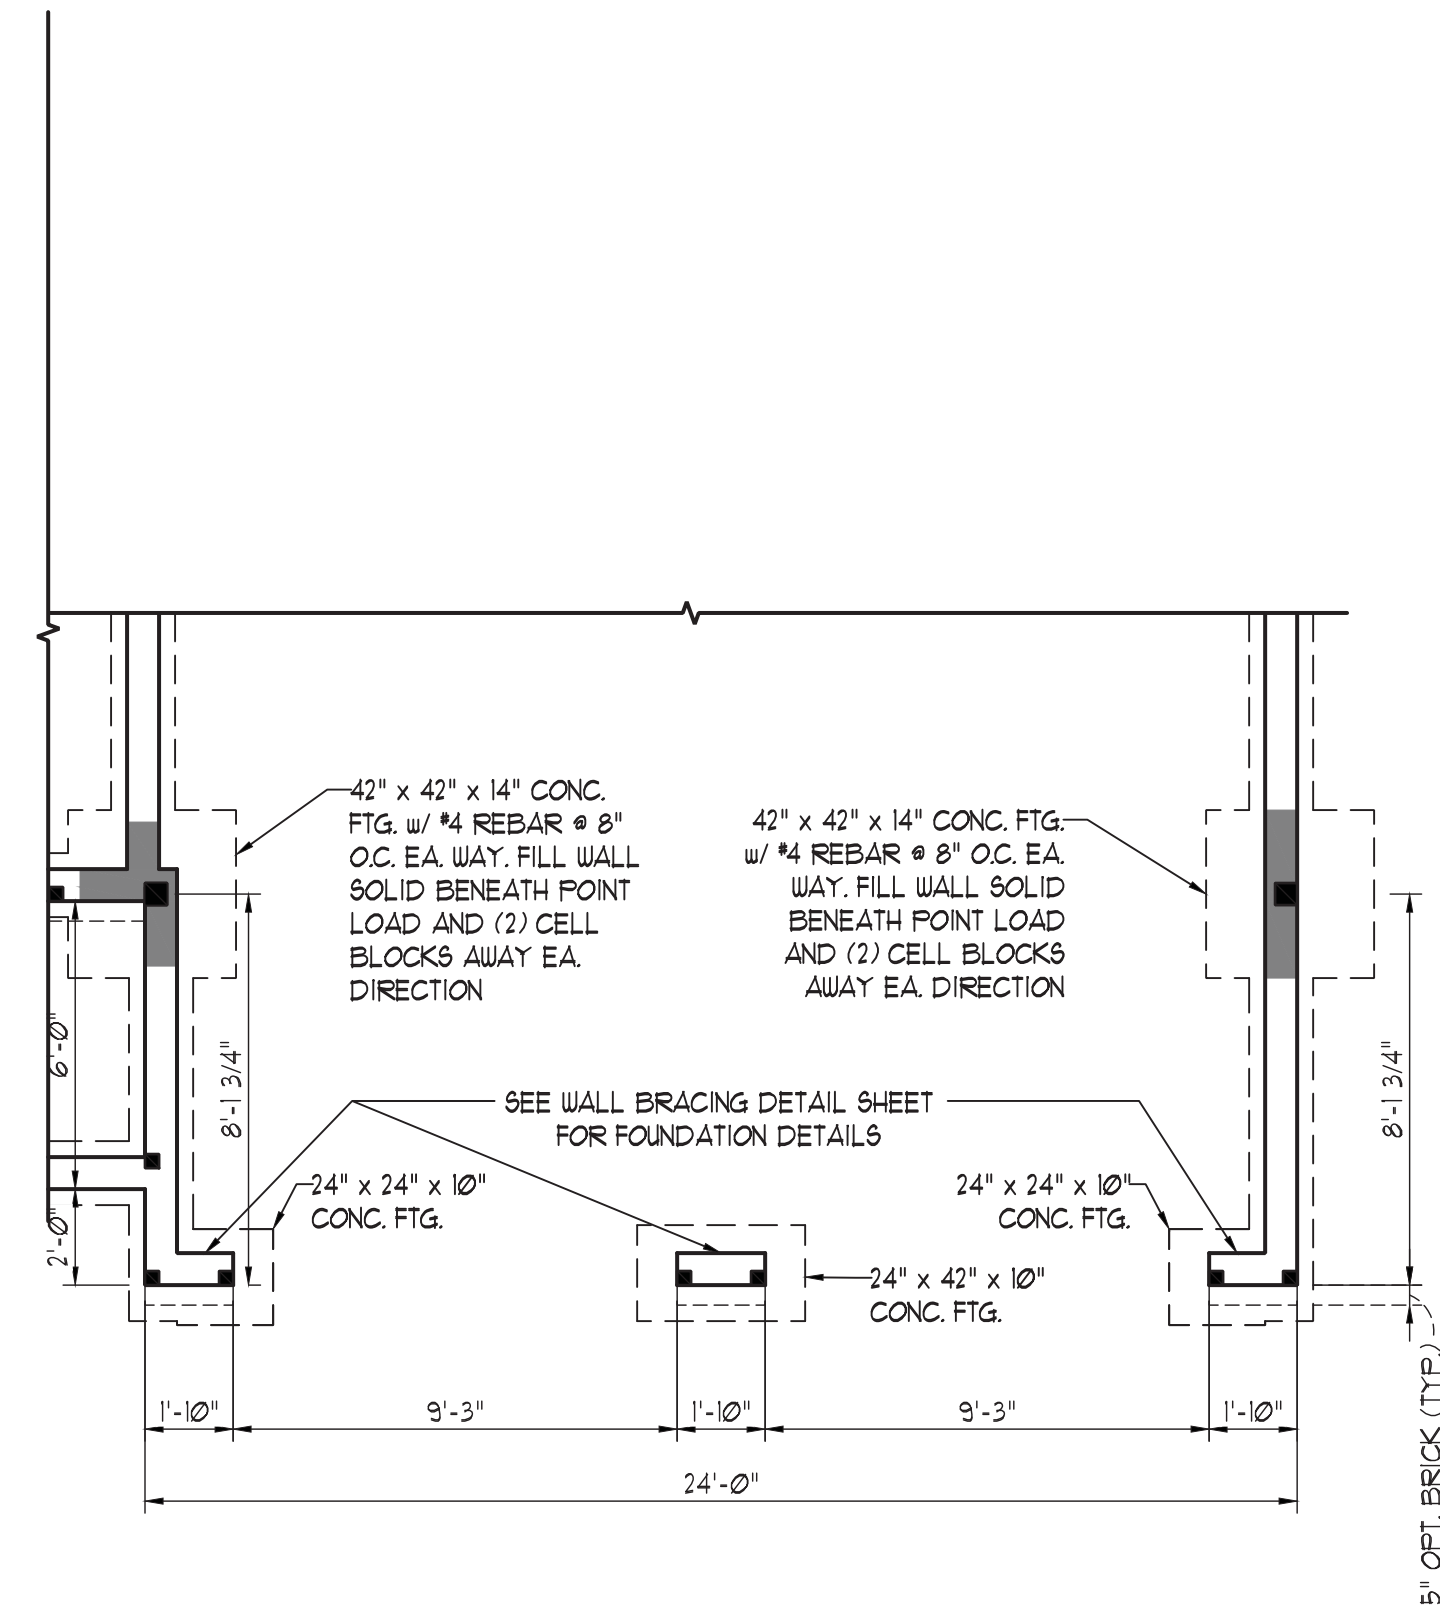 42" x 42" x 14" CONC.
FTG. w/ #4 REBAR @ 8"
O.C. EA. WAY. FILL WALL
SOLID BENEATH POINT
LOAD AND (2) CELL
BLOCKS AWAY EA.
DIRECTION
42" x 42" x 14" CONC. FTG.
w/ #4 REBAR @ 8" O.C. EA.
WAY. FILL WALL SOLID
BENEATH POINT LOAD
AND (2) CELL BLOCKS
AWAY EA. DIRECTION
6'-0"
8'-1 3/4"
8'-1 3/4"
SEE WALL BRACING DETAIL SHEET
FOR FOUNDATION DETAILS
24" x 24" x 10"
CONC. FTG.
24" x 24" x 10"
CONC. FTG.
2'-0"
24" x 42" x 10"
CONC. FTG.
1'-10"
9'-3"
1'-10"
9'-3"
1'-10"
24'-0"
5" OPT. BRICK (TYP.)